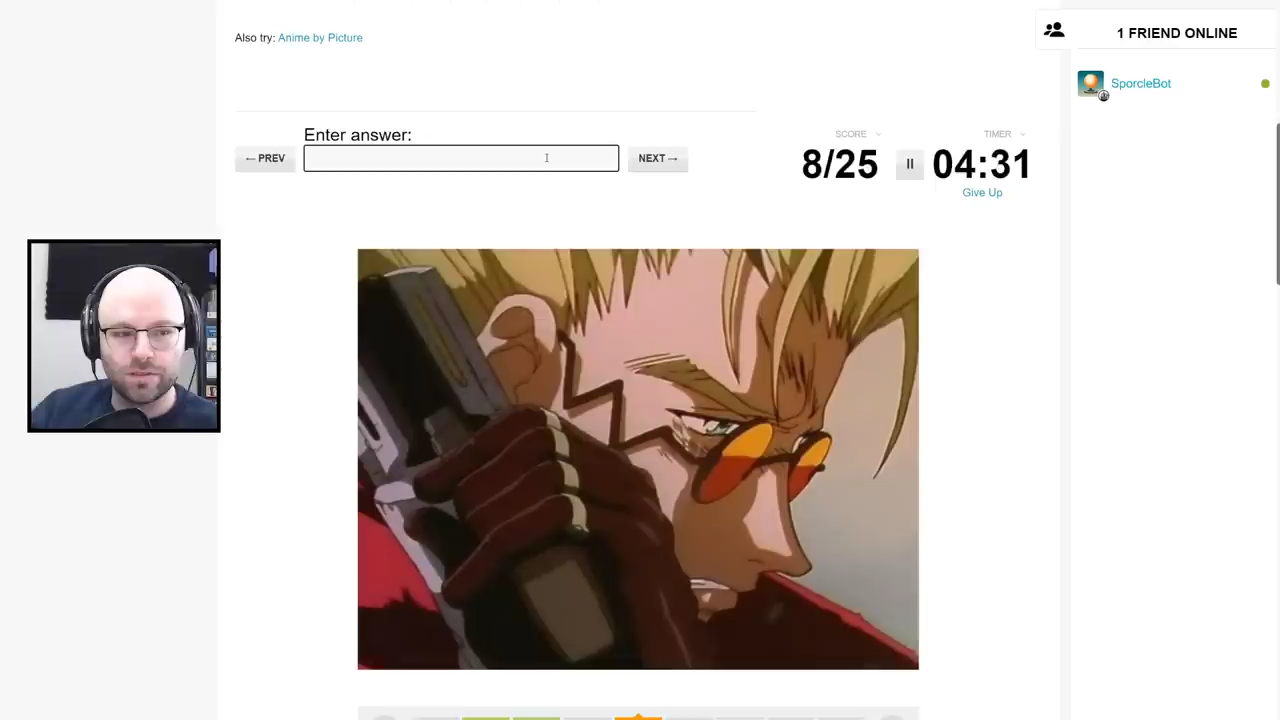 Also try: Anime by Picture
1 FRIEND ONLINE
SporcleBot
Enter answer:
← PREV
NEXT →
SCORE
8/25
TIMER
04:31
Give Up